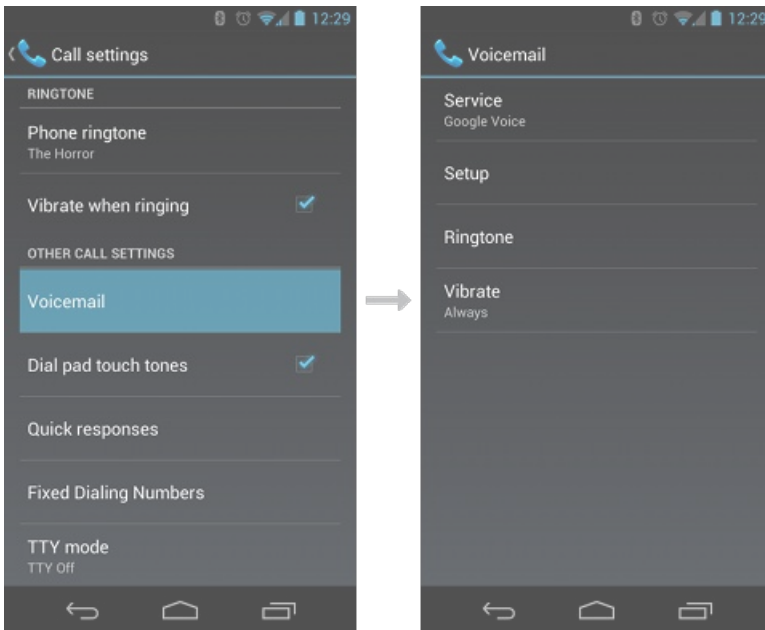 12:29
Call settings
RINGTONE
Phone ringtone
The Horror
Vibrate when ringing
OTHER CALL SETTINGS
Voicemail
Dial pad touch tones
Quick responses
Fixed Dialing Numbers
TTY mode
TTY Off
12:29
Voicemail
Service
Google Voice
Setup
Ringtone
Vibrate
Always